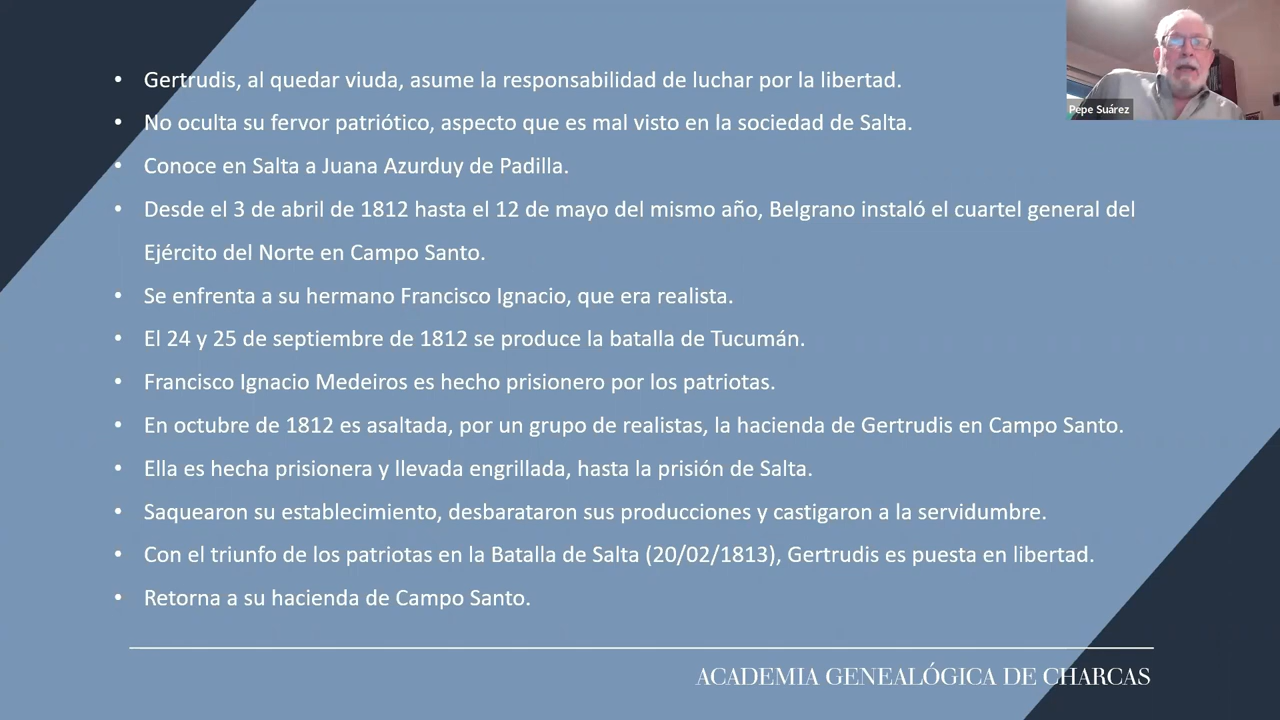 • Gertrudis, al quedar viuda, asume la responsabilidad de luchar por la libertad.
Pepe Suárez
• No oculta su fervor patriótico, aspecto que es mal visto en la sociedad de Salta.
• Conoce en Salta a Juana Azurduy de Padilla.
• Desde el 3 de abril de 1812 hasta el 12 de mayo del mismo año, Belgrano instaló el cuartel general del
Ejército del Norte en Campo Santo.
• Se enfrenta a su hermano Francisco Ignacio, que era realista.
• El 24 y 25 de septiembre de 1812 se produce la batalla de Tucumán.
• Francisco Ignacio Medeiros es hecho prisionero por los patriotas.
• En octubre de 1812 es asaltada, por un grupo de realistas, la hacienda de Gertrudis en Campo Santo.
• Ella es hecha prisionera y llevada engrillada, hasta la prisión de Salta.
• Saquearon su establecimiento, desbarataron sus producciones y castigaron a la servidumbre.
• Con el triunfo de los patriotas en la Batalla de Salta (20/02/1813), Gertrudis es puesta en libertad.
• Retorna a su hacienda de Campo Santo.
ACADEMIA GENEALÓGICA DE CHARCAS